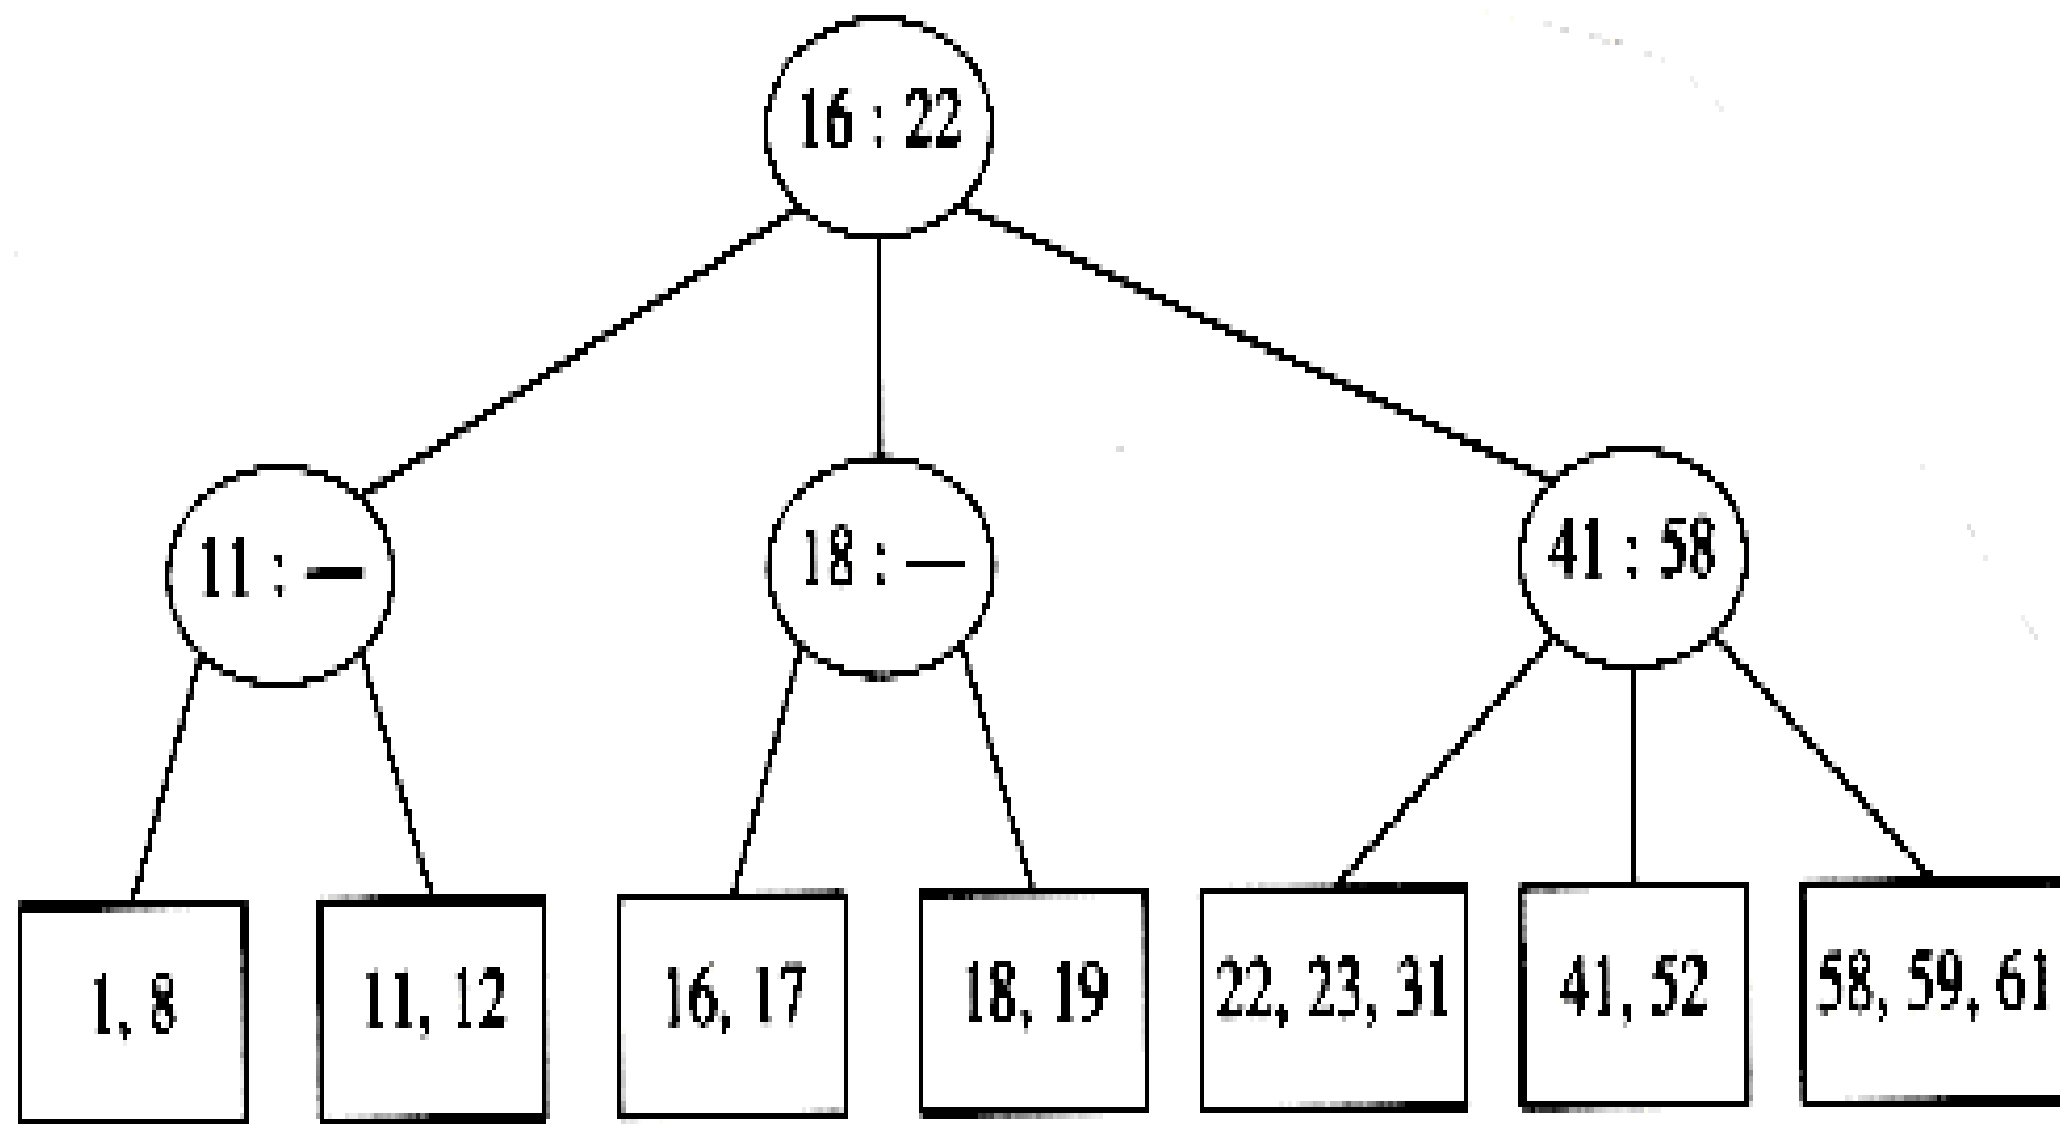 16 : 22
11 : —
18 : —
41 : 58
1, 8
11, 12
16, 17
18, 19
22, 23, 31
41, 52
58, 59, 61